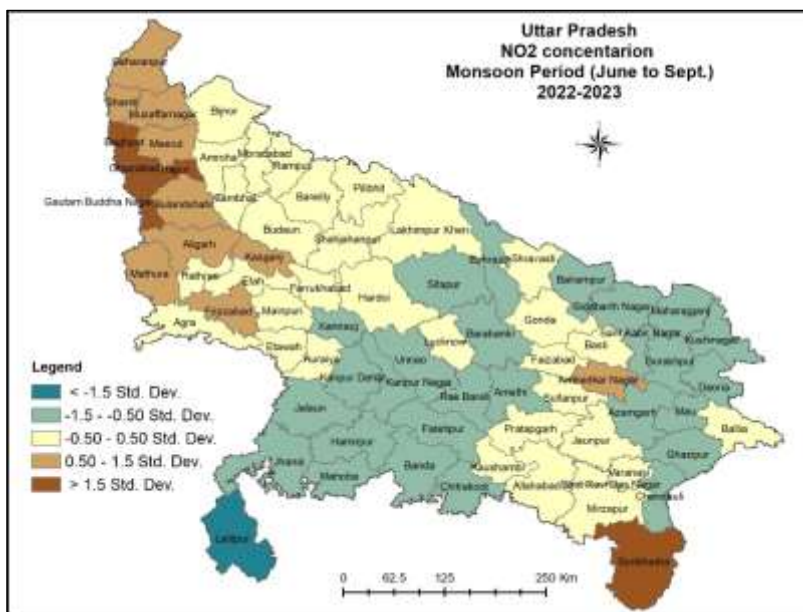 Uttar Pradesh
NO2 concentarion
Monsoon Period (June to Sept.)
2022-2023
Saharanpur
Shamli
Muzaffarnagar
Bijnor
Baghpat
Meerut
Amroha
Moradabad
Rampur
Ghaziabad
Hapur
Sambhal
Bareilly
Pilibhit
Gautam Buddha Nagar
Bulandshahr
Budaun
Shahjahanpur
Lakhimpur Kheri
Aligarh
Kasganj
Bahraich
Shravasti
Mathura
Hathras
Etah
Farrukhabad
Hardoi
Sitapur
Balrampur
Agra
Firozabad
Mainpuri
Kannauj
Gonda
Siddharth Nagar
Maharajganj
Etawah
Auraiya
Unnao
Lucknow
Barabanki
Basti
Sant Kabir Nagar
Kushinagar
Legend
Faizabad
Gorakhpur
< -1.5 Std. Dev.
Kanpur Dehat
Kanpur Nagar
Rae Bareli
Amethi
Ambedkar Nagar
Deoria
-1.5 - -0.50 Std. Dev.
Jalaun
Sultanpur
Azamgarh
Mau
Ballia
-0.50 - 0.50 Std. Dev.
Hamirpur
Fatehpur
Pratapgarh
Jaunpur
Ghazipur
0.50 - 1.5 Std. Dev.
Jhansi
Mahoba
Banda
Kaushambi
Varanasi
> 1.5 Std. Dev.
Chitrakoot
Allahabad
Sant Ravi Das Nagar
Chandauli
Mirzapur
Lalitpur
Sonbhadra
0 62.5 125 250 Km